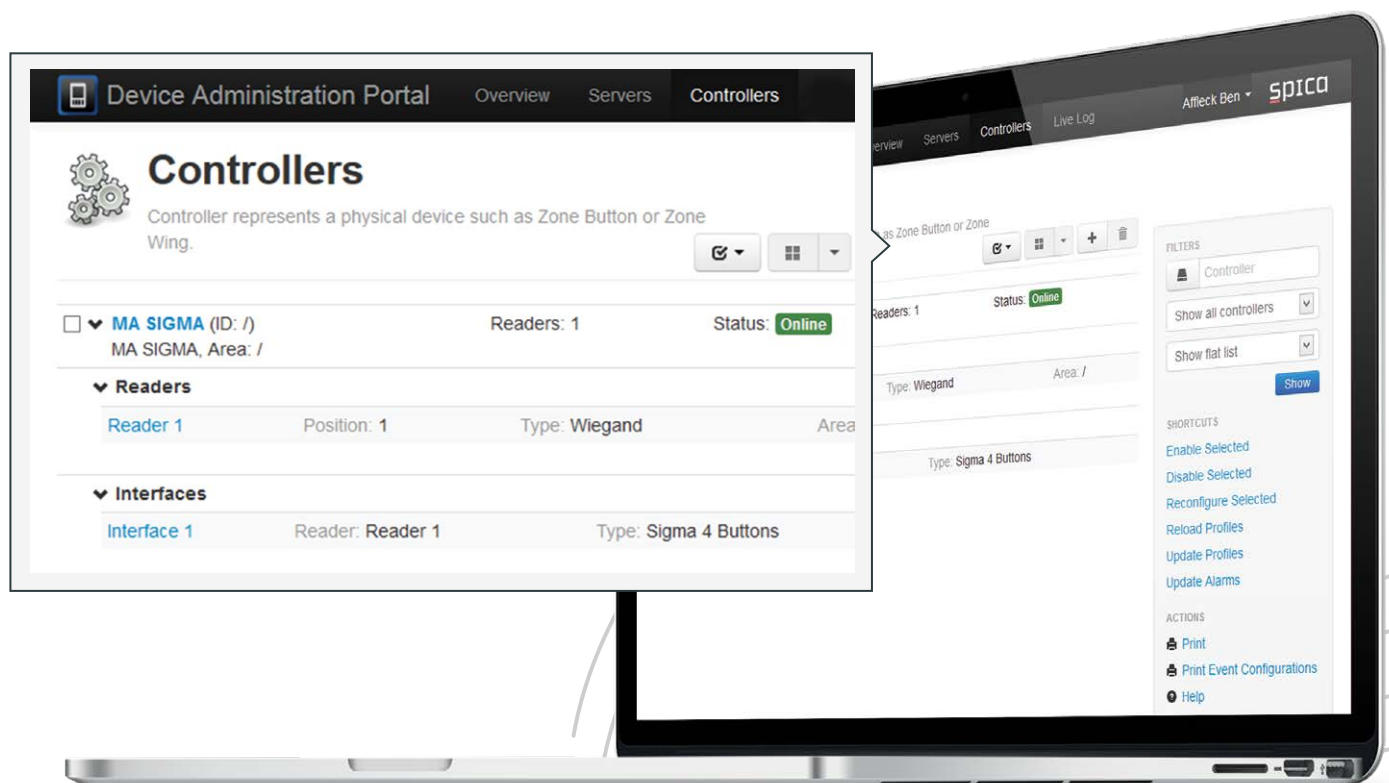 Device Administration Portal Overview Servers Controllers
Controllers
Controller represents a physical device such as Zone Button or Zone
Wing.
MA SIGMA (ID: /) Readers: 1 Status: Online
MA SIGMA, Area: /
Readers
Reader 1 Position: 1 Type: Wiegand Area
Interfaces
Interface 1 Reader: Reader 1 Type: Sigma 4 Buttons
Servers Controllers Live Log Affleck Ben spica
as Zone Button or Zone
Readers: 1 Status: Online
Type: Wiegand Area: /
Type: Sigma 4 Buttons
FILTERS
Controller
Show all controllers
Show flat list
Show
SHORTCUTS
Enable Selected
Disable Selected
Reconfigure Selected
Reload Profiles
Update Profiles
Update Alarms
ACTIONS
Print
Print Event Configurations
Help